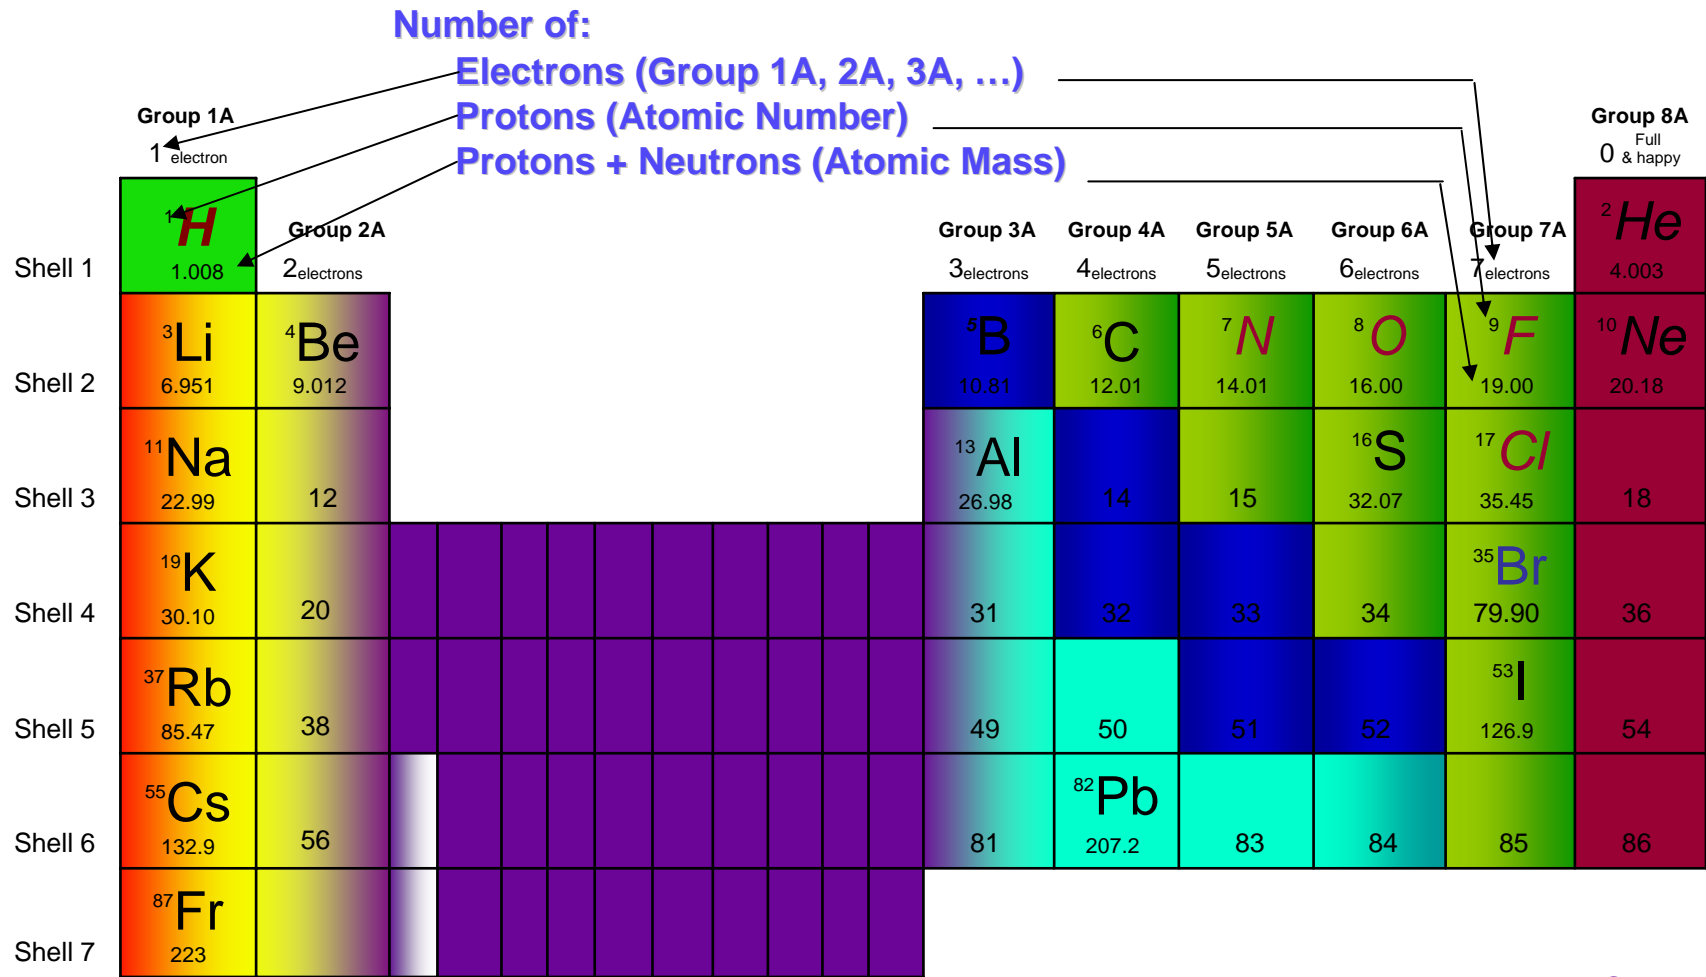 Number of:
Electrons (Group 1A, 2A, 3A, …)
Protons (Atomic Number)
Protons + Neutrons (Atomic Mass)
Group 1A
1 electron
Group 8A
0 Full & happy
Group 2A
2 electrons
Group 3A
3 electrons
Group 4A
4 electrons
Group 5A
5 electrons
Group 6A
6 electrons
Group 7A
7 electrons
Shell 1
1 H
1.008
2 He
4.003
Shell 2
3 Li
6.951
4 Be
9.012
5 B
10.81
6 C
12.01
7 N
14.01
8 O
16.00
9 F
19.00
10 Ne
20.18
Shell 3
11 Na
22.99
12
13 Al
26.98
14
15
16 S
32.07
17 Cl
35.45
18
Shell 4
19 K
30.10
20
31
32
33
34
35 Br
79.90
36
Shell 5
37 Rb
85.47
38
49
50
51
52
53 I
126.9
54
Shell 6
55 Cs
132.9
56
81
82 Pb
207.2
83
84
85
86
Shell 7
87 Fr
223